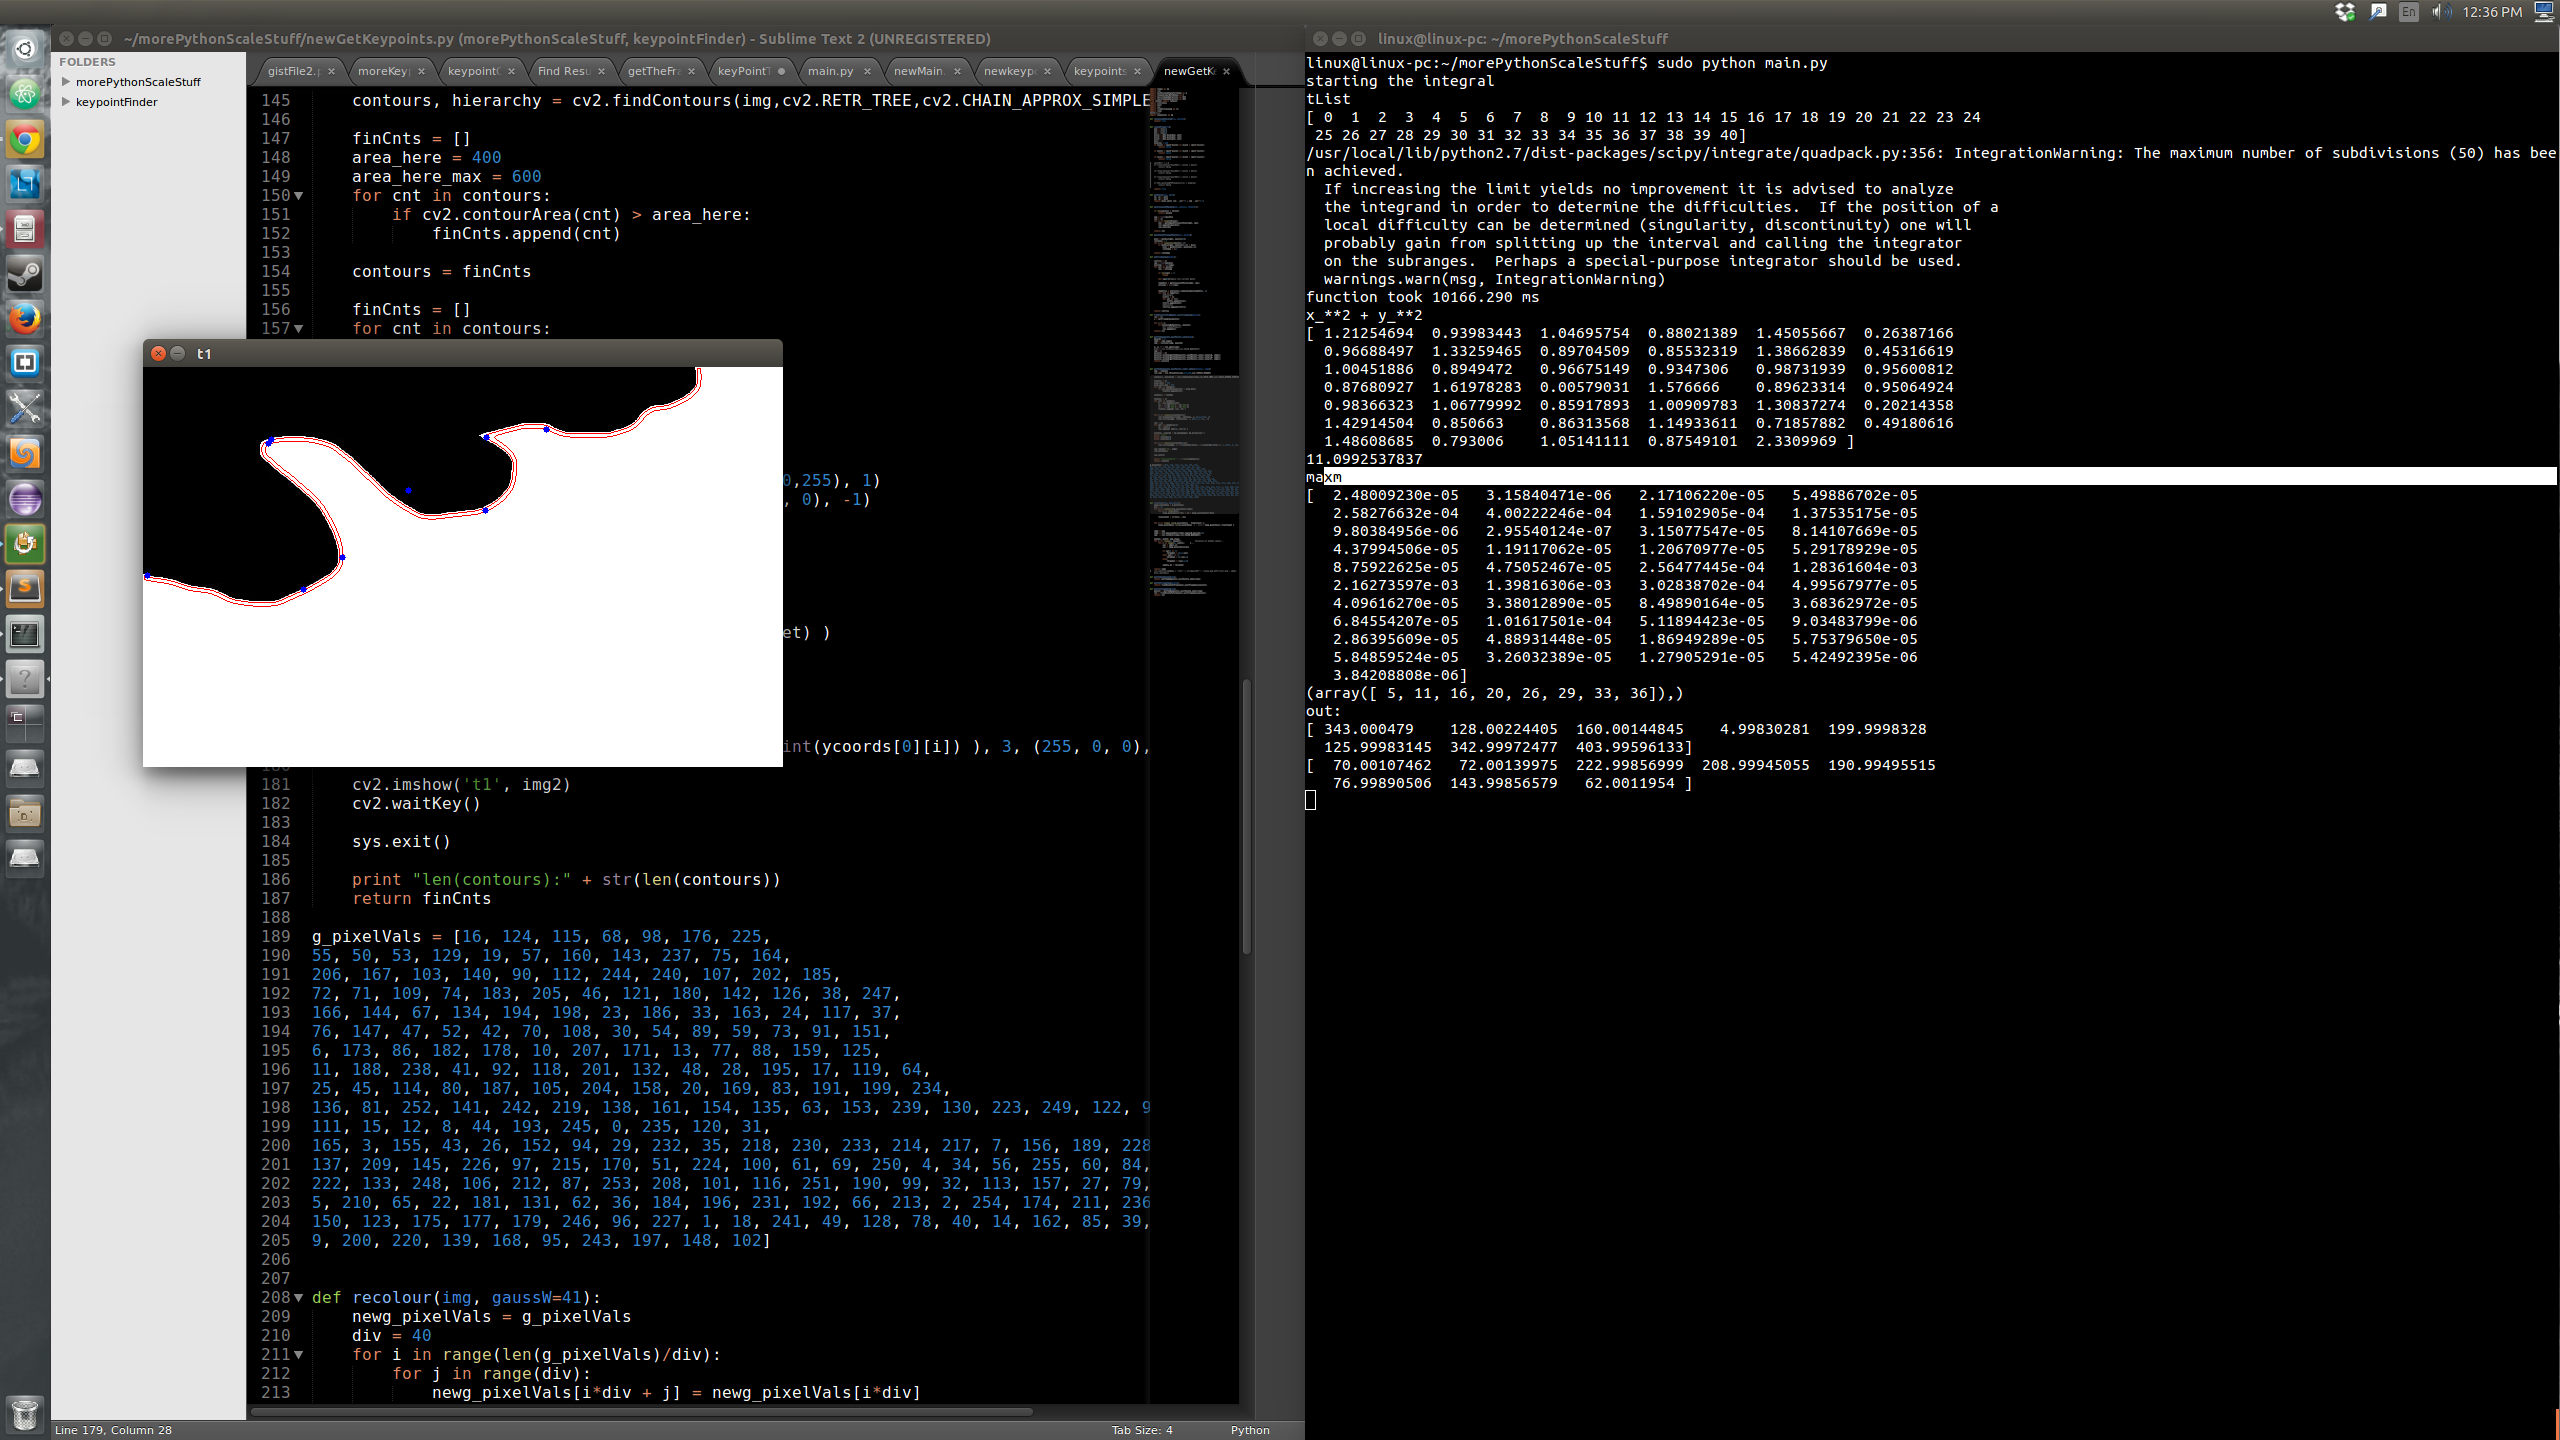 En 12:36 PM
~/morePythonScaleStuff/newGetKeypoints.py (morePythonScaleStuff, keypointFinder) - Sublime Text 2 (UNREGISTERED)
FOLDERS
morePythonScaleStuff
keypointFinder
gistFile2. moreKey keypoint Find Resu getTheFr keyPointT main.py newMain. newkeyp keypoints newGetK
145 contours, hierarchy = cv2.findContours(img,cv2.RETR_TREE,cv2.CHAIN_APPROX_SIMPLE
146
147 finCnts = []
148 area_here = 400
149 area_here_max = 600
150 for cnt in contours:
151 if cv2.contourArea(cnt) > area_here:
152 finCnts.append(cnt)
153
154 contours = finCnts
155
156 finCnts = []
157 for cnt in contours:
t1
0,255), 1)
, 0), -1)
et) )
int(ycoords[0][i]) ), 3, (255, 0, 0),
181 cv2.imshow('t1', img2)
182 cv2.waitKey()
183
184 sys.exit()
185
186 print "len(contours):" + str(len(contours))
187 return finCnts
188
189 g_pixelVals = [16, 124, 115, 68, 98, 176, 225,
190 55, 50, 53, 129, 19, 57, 160, 143, 237, 75, 164,
191 206, 167, 103, 140, 90, 112, 244, 240, 107, 202, 185,
192 72, 71, 109, 74, 183, 205, 46, 121, 180, 142, 126, 38, 247,
193 166, 144, 67, 134, 194, 198, 23, 186, 33, 163, 24, 117, 37,
194 76, 147, 47, 52, 42, 70, 108, 30, 54, 89, 59, 73, 91, 151,
195 6, 173, 86, 182, 178, 10, 207, 171, 13, 77, 88, 159, 125,
196 11, 188, 238, 41, 92, 118, 201, 132, 48, 28, 195, 17, 119, 64,
197 25, 45, 114, 80, 187, 105, 204, 158, 20, 169, 83, 191, 199, 234,
198 136, 81, 252, 141, 242, 219, 138, 161, 154, 135, 63, 153, 239, 130, 223, 249, 122, 9
199 111, 15, 12, 8, 44, 193, 245, 0, 235, 120, 31,
200 165, 3, 155, 43, 26, 152, 94, 29, 232, 35, 218, 230, 233, 214, 217, 7, 156, 189, 228
201 137, 209, 145, 226, 97, 215, 170, 51, 224, 100, 61, 69, 250, 4, 34, 56, 255, 60, 84,
202 222, 133, 248, 106, 212, 87, 253, 208, 101, 116, 251, 190, 99, 32, 113, 157, 27, 79,
203 5, 210, 65, 22, 181, 131, 62, 36, 184, 196, 231, 192, 66, 213, 2, 254, 174, 211, 236
204 150, 123, 175, 177, 179, 246, 96, 227, 1, 18, 241, 49, 128, 78, 40, 14, 162, 85, 39,
205 9, 200, 220, 139, 168, 95, 243, 197, 148, 102]
206
207
208 def recolour(img, gaussW=41):
209 newg_pixelVals = g_pixelVals
210 div = 40
211 for i in range(len(g_pixelVals)/div):
212 for j in range(div):
213 newg_pixelVals[i*div + j] = newg_pixelVals[i*div]
Line 179, Column 28 Tab Size: 4 Python
linux@linux-pc: ~/morePythonScaleStuff
linux@linux-pc:~/morePythonScaleStuff$ sudo python main.py
starting the integral
tList
[ 0 1 2 3 4 5 6 7 8 9 10 11 12 13 14 15 16 17 18 19 20 21 22 23 24
25 26 27 28 29 30 31 32 33 34 35 36 37 38 39 40]
/usr/local/lib/python2.7/dist-packages/scipy/integrate/quadpack.py:356: IntegrationWarning: The maximum number of subdivisions (50) has bee
n achieved.
If increasing the limit yields no improvement it is advised to analyze
the integrand in order to determine the difficulties. If the position of a
local difficulty can be determined (singularity, discontinuity) one will
probably gain from splitting up the interval and calling the integrator
on the subranges. Perhaps a special-purpose integrator should be used.
warnings.warn(msg, IntegrationWarning)
function took 10166.290 ms
x_**2 + y_**2
[ 1.21254694 0.93983443 1.04695754 0.88021389 1.45055667 0.26387166
0.96688497 1.33259465 0.89704509 0.85532319 1.38662839 0.45316619
1.00451886 0.8949472 0.96675149 0.9347306 0.98731939 0.95600812
0.87680927 1.61978283 0.00579031 1.576666 0.89623314 0.95064924
0.98366323 1.06779992 0.85917893 1.00909783 1.30837274 0.20214358
1.42914504 0.850663 0.86313568 1.14933611 0.71857882 0.49180616
1.48608685 0.793006 1.05141111 0.87549101 2.3309969 ]
11.0992537837
maxm
[ 2.48009230e-05 3.15840471e-06 2.17106220e-05 5.49886702e-05
2.58276632e-04 4.00222246e-04 1.59102905e-04 1.37535175e-05
9.80384956e-06 2.95540124e-07 3.15077547e-05 8.14107669e-05
4.37994506e-05 1.19117062e-05 1.20670977e-05 5.29178929e-05
8.75922625e-05 4.75052467e-05 2.56477445e-04 1.28361604e-03
2.16273597e-03 1.39816306e-03 3.02838702e-04 4.99567977e-05
4.09616270e-05 3.38012890e-05 8.49890164e-05 3.68362972e-05
6.84554207e-05 1.01617501e-04 5.11894423e-05 9.03483799e-06
2.86395609e-05 4.88931448e-05 1.86949289e-05 5.75379650e-05
5.84859524e-05 3.26032389e-05 1.27905291e-05 5.42492395e-06
3.84208808e-06]
(array([ 5, 11, 16, 20, 26, 29, 33, 36]),)
out:
[ 343.000479 128.00224405 160.00144845 4.99830281 199.9998328
125.99983145 342.99972477 403.99596133]
[ 70.00107462 72.00139975 222.99856999 208.99945055 190.99495515
76.99890506 143.99856579 62.0011954 ]